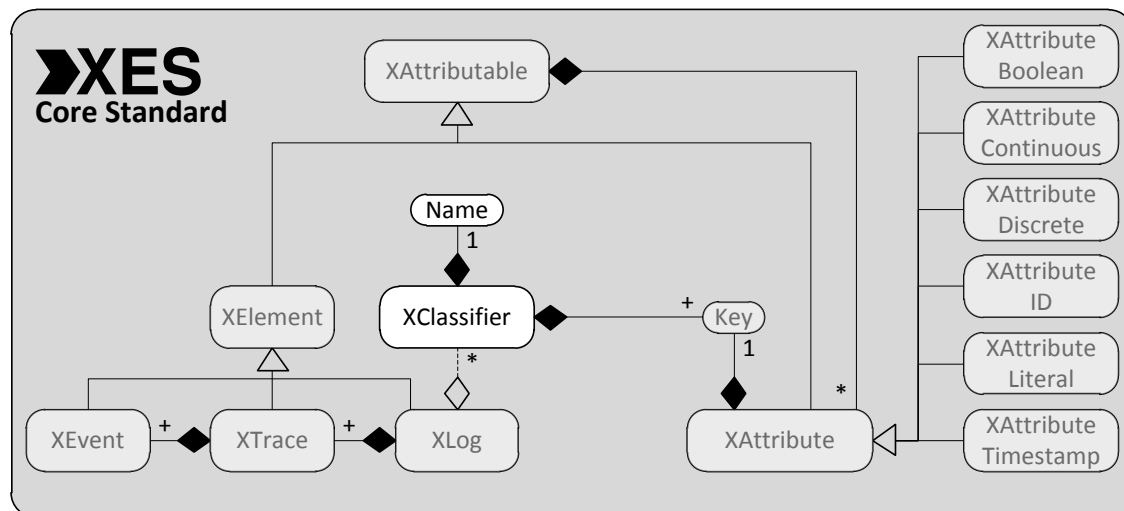 XES
Core Standard
XAttributable
XAttribute
Boolean
XAttribute
Continuous
Name
1
XAttribute
Discrete
XElement
XClassifier
+
Key
1
XAttribute
ID
*
XAttribute
Literal
*
XEvent
+
XTrace
+
XLog
XAttribute
XAttribute
Timestamp